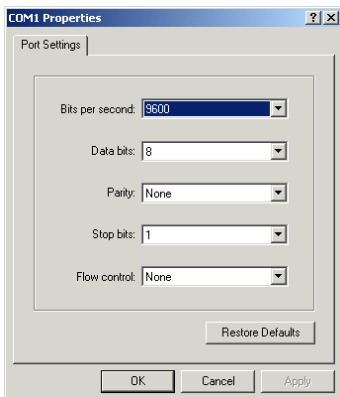 COM1 Properties
Port Settings
Bits per second: 9600
Data bits: 8
Parity: None
Stop bits: 1
Flow control: None
Restore Defaults
OK Cancel Apply